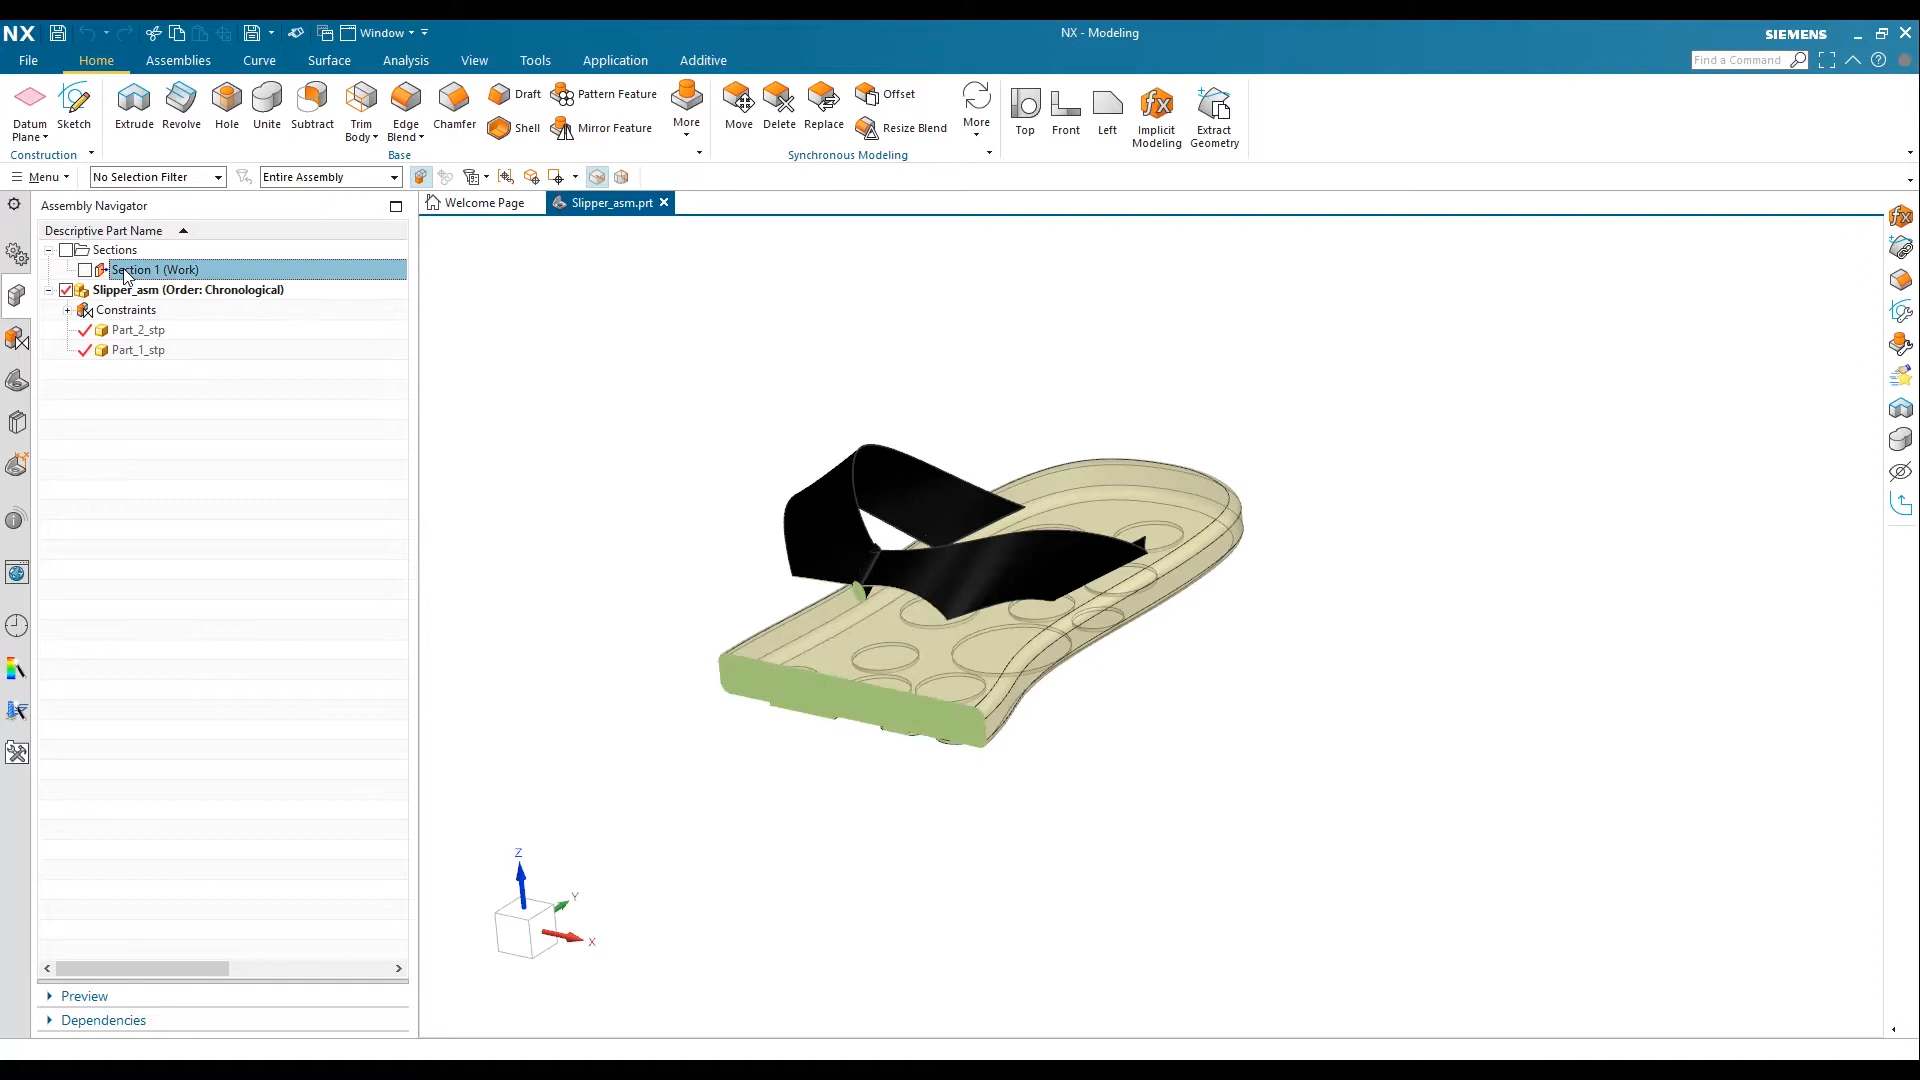 NX
Window
NX - Modeling
SIEMENS
File Home Assemblies Curve Surface Analysis View Tools Application Additive
Find a Command
Datum Plane
Sketch
Construction
Extrude
Revolve
Hole
Unite
Subtract
Trim Body
Edge Blend
Chamfer
Draft
Shell
Pattern Feature
Mirror Feature
More
Base
Move
Delete
Replace
Offset
Resize Blend
More
Synchronous Modeling
Top
Front
Left
Implicit Modeling
Extract Geometry
Menu
No Selection Filter
Entire Assembly
Assembly Navigator
Welcome Page
Slipper_asm.prt
Descriptive Part Name
Sections
Section 1 (Work)
Slipper_asm (Order: Chronological)
Constraints
Part_2_stp
Part_1_stp
Z
Y
X
Preview
Dependencies